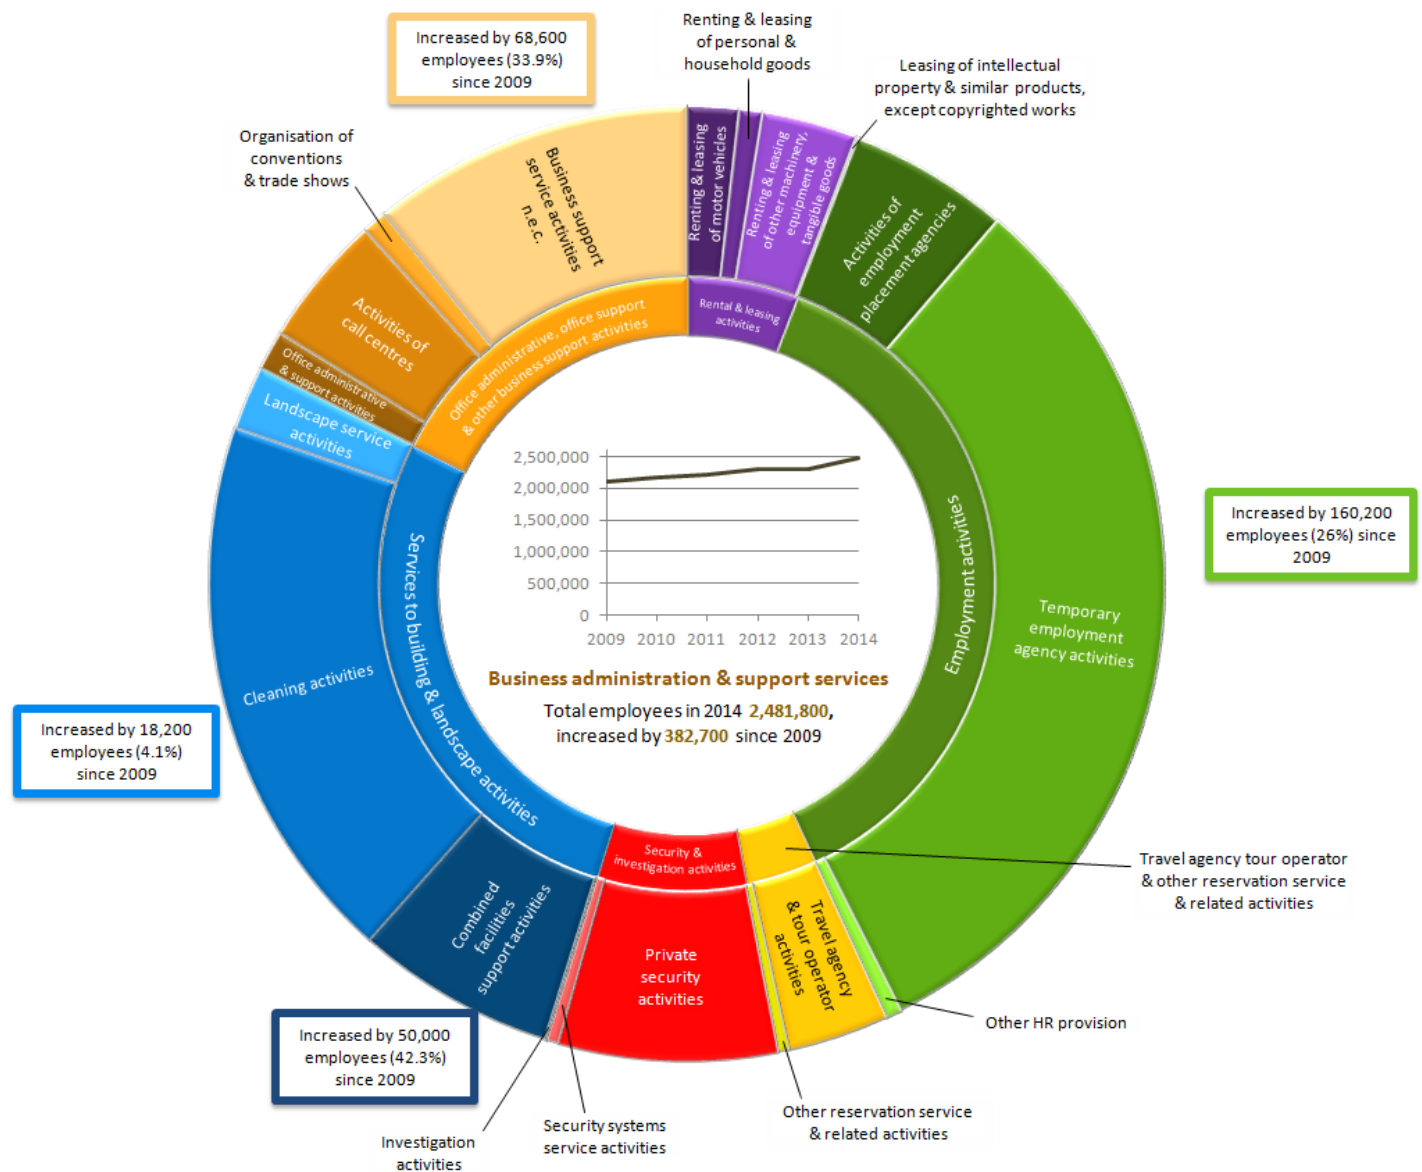 Increased by 68,600
employees (33.9%)
since 2009
Renting & leasing
of personal &
household goods
Leasing of intellectual
property & similar products,
except copyrighted works
Organisation of
conventions
& trade shows
Business support
service activities
n.e.c.
Renting & leasing
of motor vehicles
Renting & leasing
of other machinery,
equipment &
tangible goods
Activities of
employment
placement agencies
Activities of
call centres
Office administrative, office support
& other business support activities
Rental & leasing
activities
Office administrative
& support activities
Landscape service
activities
2,500,000
2,000,000
1,500,000
1,000,000
500,000
0
2009 2010 2011 2012 2013 2014
Business administration & support services
Total employees in 2014 2,481,800,
increased by 382,700 since 2009
Employment activities
Increased by 160,200
employees (26%) since
2009
Temporary
employment
agency activities
Services to building & landscape activities
Cleaning activities
Increased by 18,200
employees (4.1%)
since 2009
Security &
investigation activities
Travel agency tour operator
& other reservation service
& related activities
Combined
facilities
support activities
Private
security
activities
Travel agency
& tour operator
activities
Other HR provision
Increased by 50,000
employees (42.3%)
since 2009
Investigation
activities
Security systems
service activities
Other reservation service
& related activities